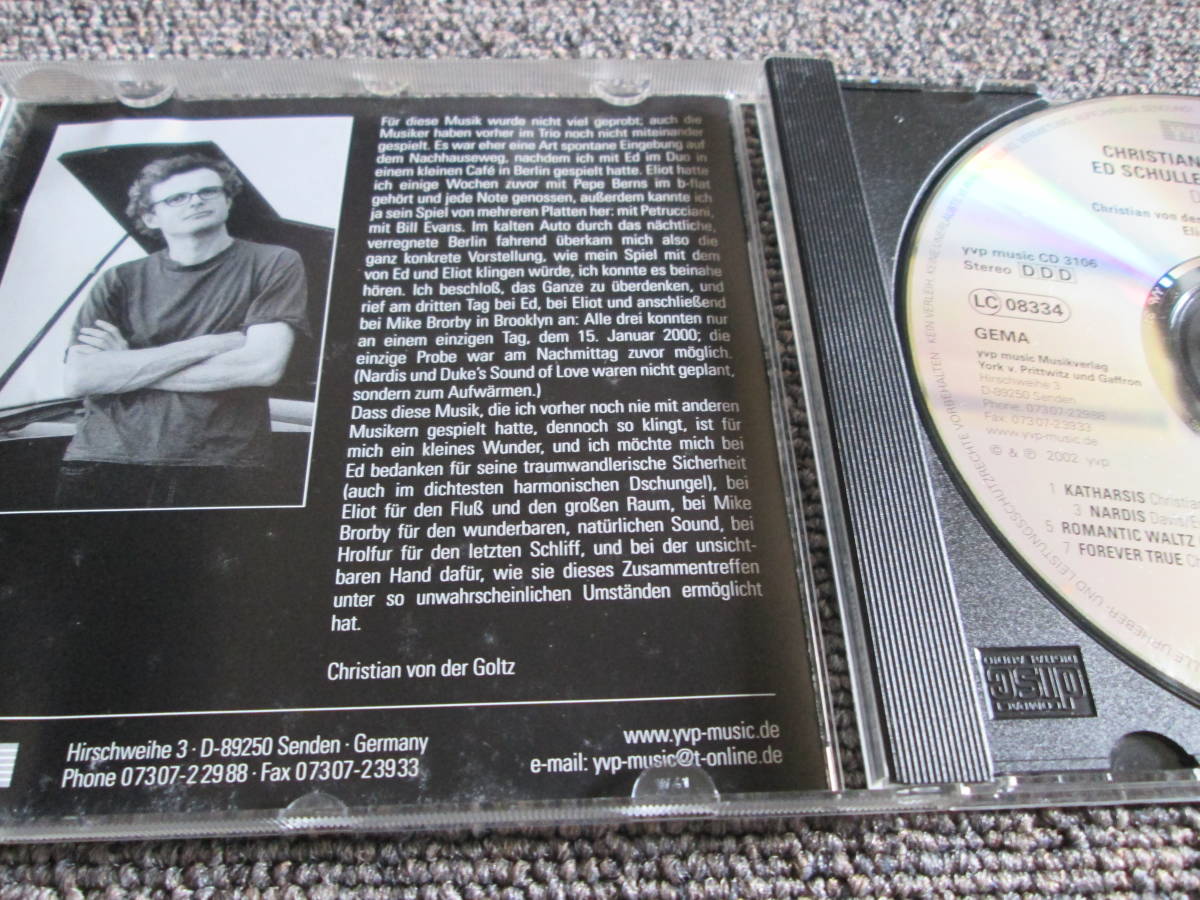 Für diese Musik wurde nicht viel geprobt; auch die
Musiker haben vorher im Trio noch nicht miteinander
gespielt. Es war eher eine Art spontane Eingebung auf
dem Nachhauseweg, nachdem ich mit Ed im Duo in
einem kleinen Café in Berlin gespielt hatte. Eliot hatte
ich einige Wochen zuvor mit Pepe Berns im b-flat
gehört und jede Note genossen, außerdem kannte ich
ja sein Spiel von mehreren Platten her: mit Petrucciani,
mit Bill Evans. Im kalten Auto durch das nächtliche,
verregnete Berlin fahrend überkam mich also die
ganz konkrete Vorstellung, wie mein Spiel mit dem
von Ed und Eliot klingen würde, ich konnte es beinahe
hören. Ich beschloß, das Ganze zu überdenken, und
rief am dritten Tag bei Ed, bei Eliot und anschließend
bei Mike Brorby in Brooklyn an: Alle drei konnten nur
an einem einzigen Tag, dem 15. Januar 2000; die
einzige Probe war am Nachmittag zuvor möglich.
(Nardis und Duke's Sound of Love waren nicht geplant,
sondern zum Aufwärmen.)
Dass diese Musik, die ich vorher noch nie mit anderen
Musikern gespielt hatte, dennoch so klingt, ist für
mich ein kleines Wunder, und ich möchte mich bei
Ed bedanken für seine traumwandlerische Sicherheit
(auch im dichtesten harmonischen Dschungel), bei
Eliot für den Fluß und den großen Raum, bei Mike
Brorby für den wunderbaren, natürlichen Sound, bei
Hrolfur für den letzten Schliff, und bei der unsicht-
baren Hand dafür, wie sie dieses Zusammentreffen
unter so unwahrscheinlichen Umständen ermöglicht
hat.
Christian von der Goltz
Hirschweihe 3 · D-89250 Senden · Germany
Phone 07307-22988 · Fax 07307-23933
www.yvp-music.de
e-mail: yvp-music@t-online.de
CHRISTIAN
ED SCHULLE
Christian von de
Eli
yvp music CD 3106
Stereo DDD
LC 08334
GEMA
yvp music Musikverlag
York v. Prittwitz und Gaffron
Hirschweihe 3
D-89250 Senden
Phone: 07307-22988
Fax: 07307-23933
www.yvp-music.de
© & ℗ 2002 yvp
1 KATHARSIS Christia
3 NARDIS Davis/
5 ROMANTIC WALTZ
7 FOREVER TRUE Ch
URHEBER- UND LEISTUNGSSCHUTZRECHTE VORBEHALTEN · KEIN VERLEIH
disc